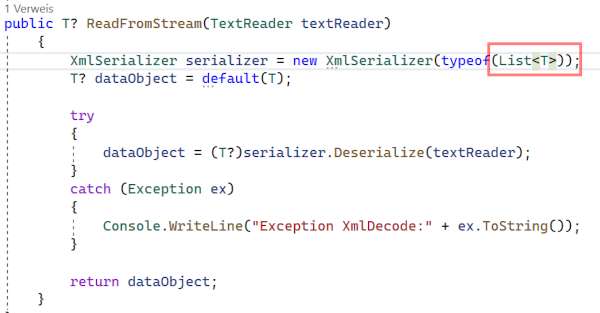 1 Verweis
public T? ReadFromStream(TextReader textReader)
{
XmlSerializer serializer = new XmlSerializer(typeof(List<T>));
T? dataObject = default(T);
try
{
dataObject = (T?)serializer.Deserialize(textReader);
}
catch (Exception ex)
{
Console.WriteLine("Exception XmlDecode:" + ex.ToString());
}
return dataObject;
}